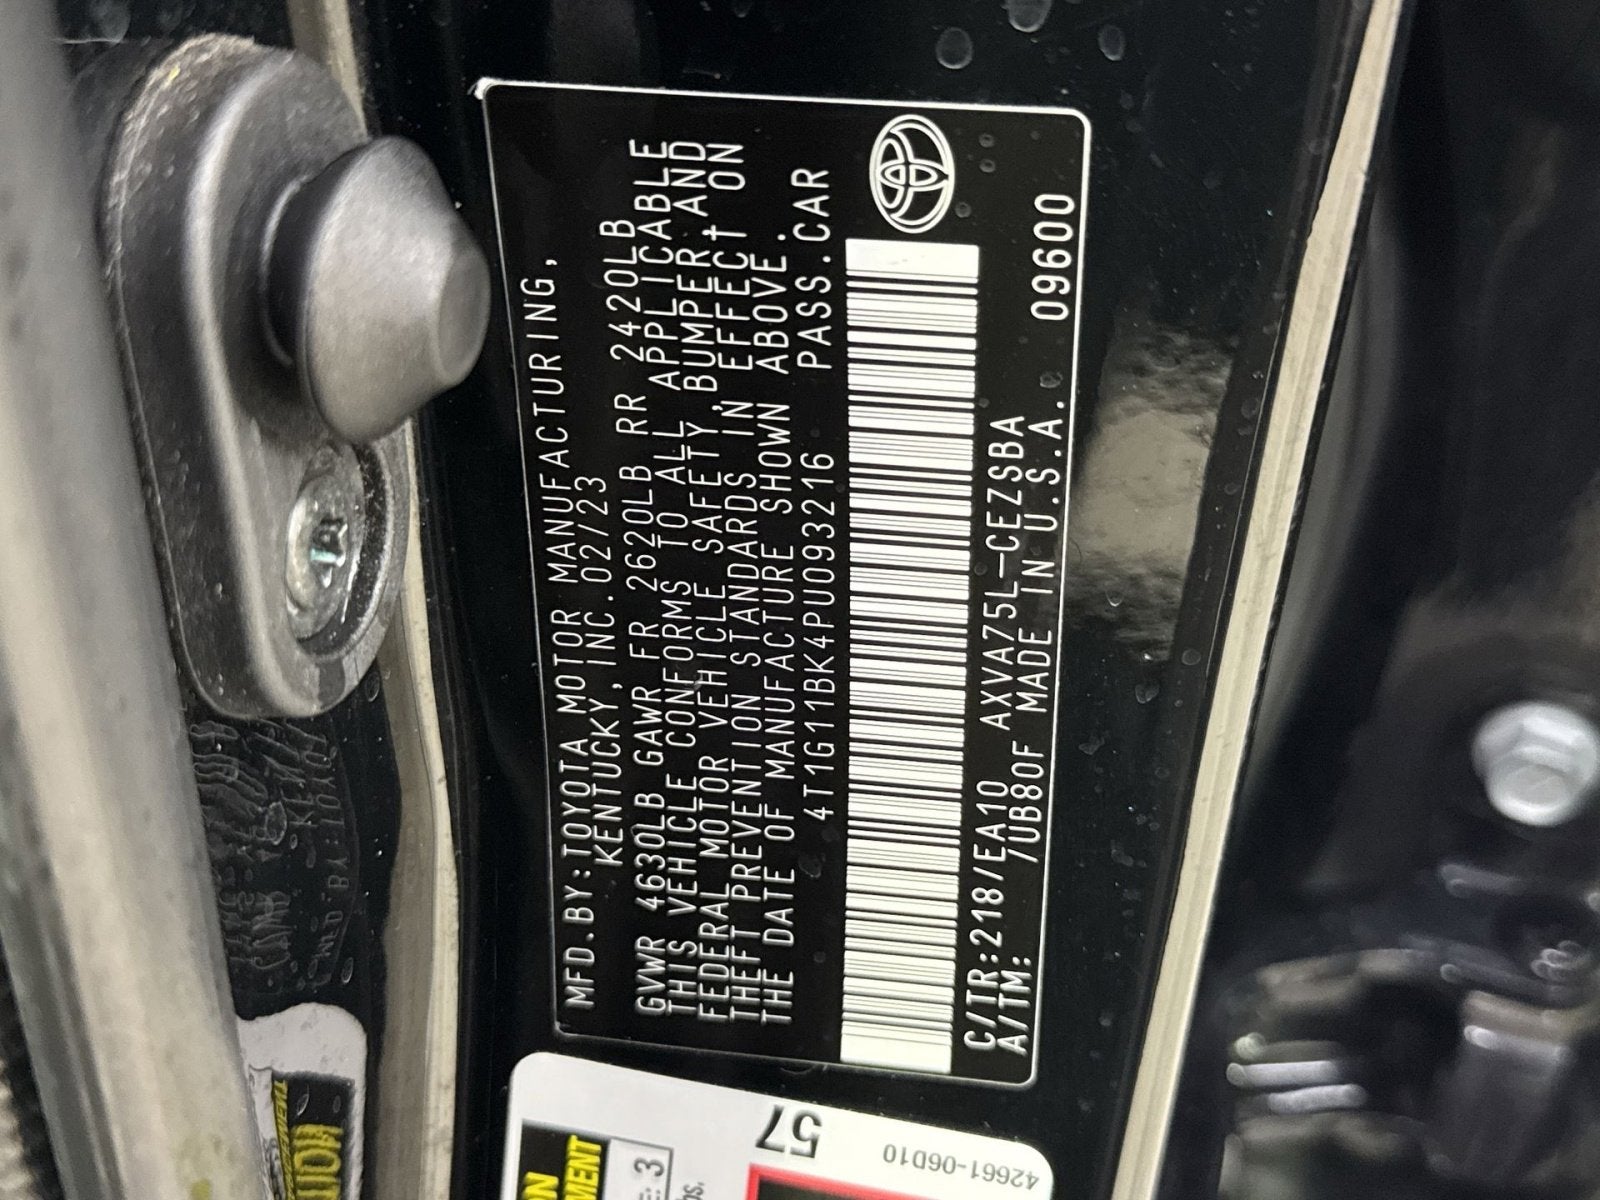 MFD.BY:TOYOTA MOTOR MANUFACTURING,
KENTUCKY, INC. 02/23
GVWR 4630LB GAWR FR 2620LB RR 2420LB
THIS VEHICLE CONFORMS TO ALL APPLICABLE
FEDERAL MOTOR VEHICLE SAFETY, BUMPER, AND
THEFT PREVENTION STANDARDS IN EFFECT ON
THE DATE OF MANUFACTURE SHOWN ABOVE.
4T1G11BK4PU093216 PASS.CAR
C/TR:218/EA10 AXVA75L-CEZSBA
A/TM: /UB80F MADE IN U.S.A. 09600
57
42661-06D10
3